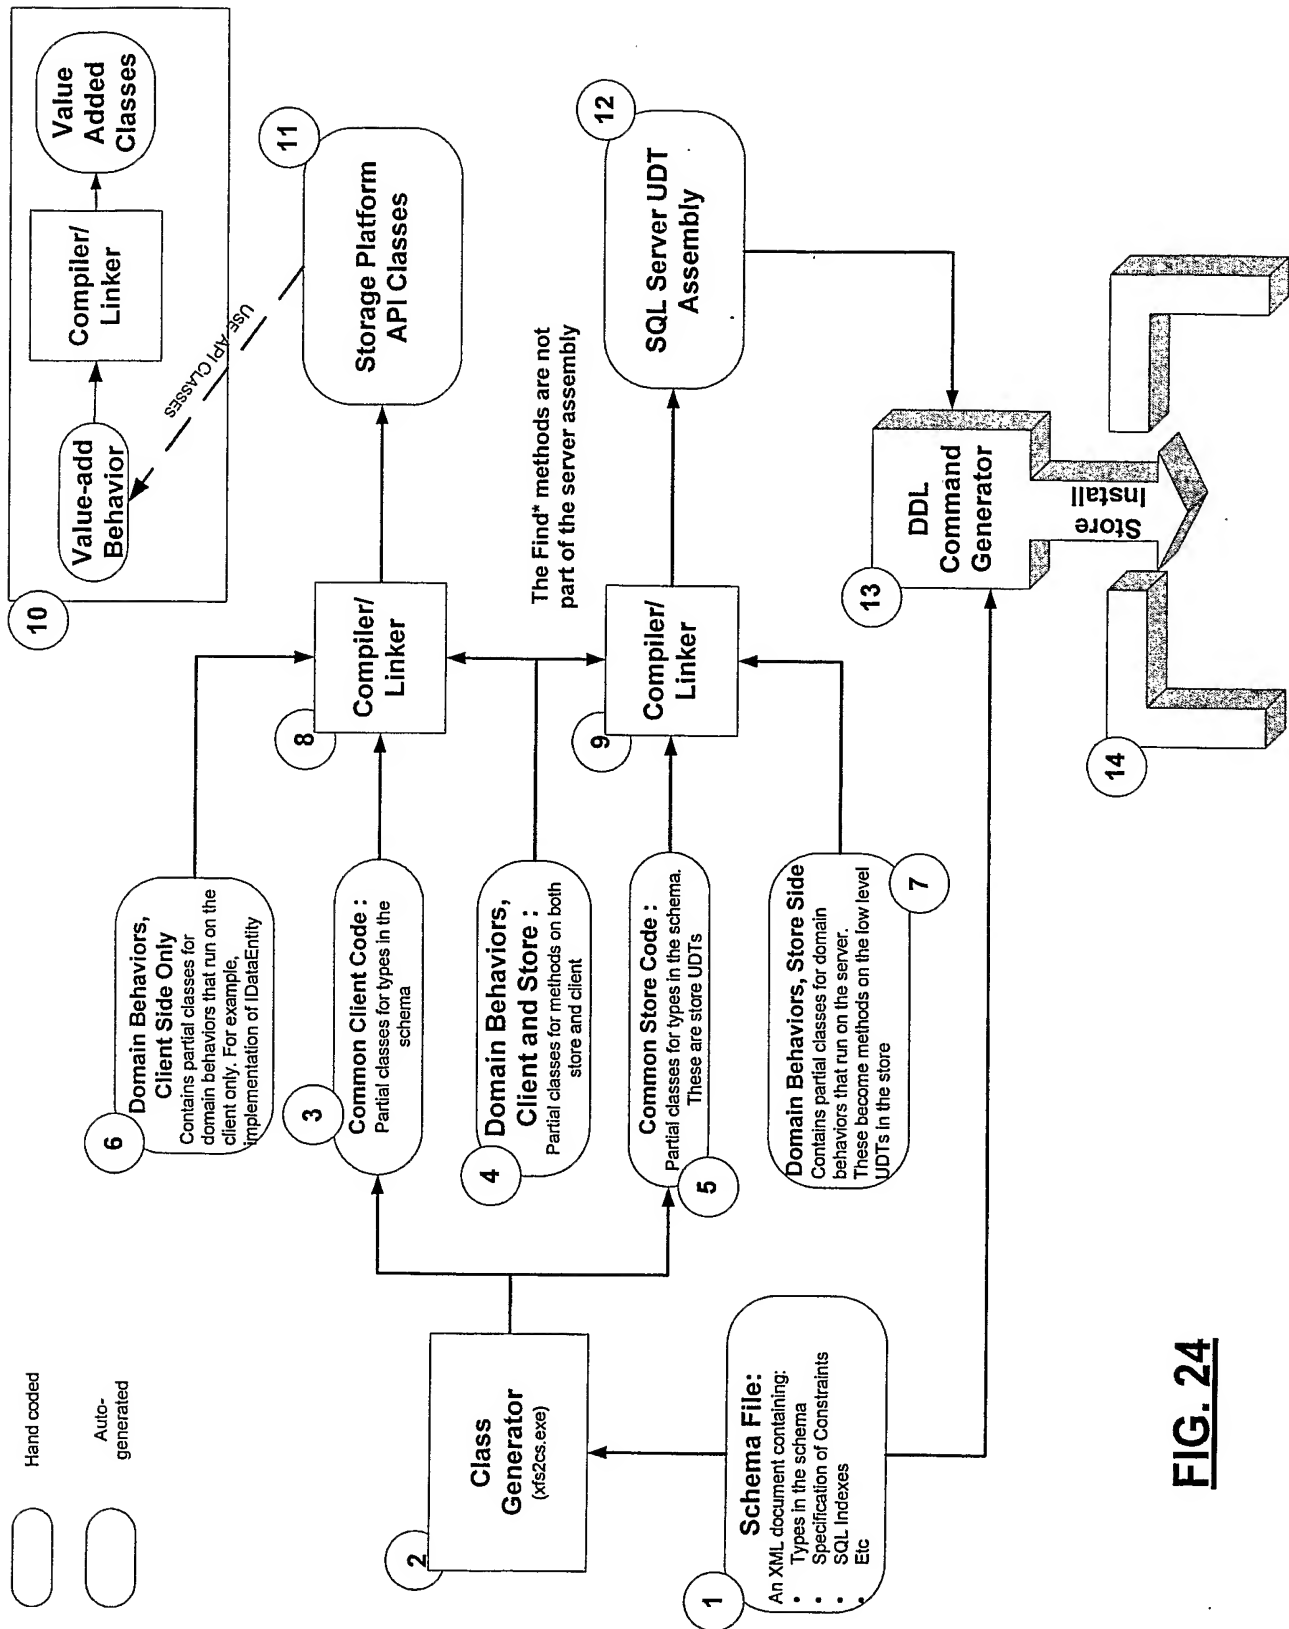 Hand coded
Auto-
generated
10
Value-add
Behavior
Compiler/
Linker
Value
Added
Classes
USE API CLASSES
6
Domain Behaviors,
Client Side Only
Contains partial classes for
domain behaviors that run on the
client only. For example,
implementation of IDataEntity
3
Common Client Code :
Partial classes for types in the
schema
8
Compiler/
Linker
11
Storage Platform
API Classes
2
Class
Generator
(xfs2cs.exe)
4
Domain Behaviors,
Client and Store :
Partial classes for methods on both
store and client
The Find* methods are not
part of the server assembly
5
Common Store Code :
Partial classes for types in the schema.
These are store UDTs
9
Compiler/
Linker
12
SQL Server UDT
Assembly
1
Schema File:
An XML document containing:
• Types in the schema
• Specification of Constraints
• SQL Indexes
• Etc
7
Domain Behaviors, Store Side
Contains partial classes for domain
behaviors that run on the server.
These become methods on the low level
UDTs in the store
13
DDL
Command
Generator
Store
Install
14
FIG. 24